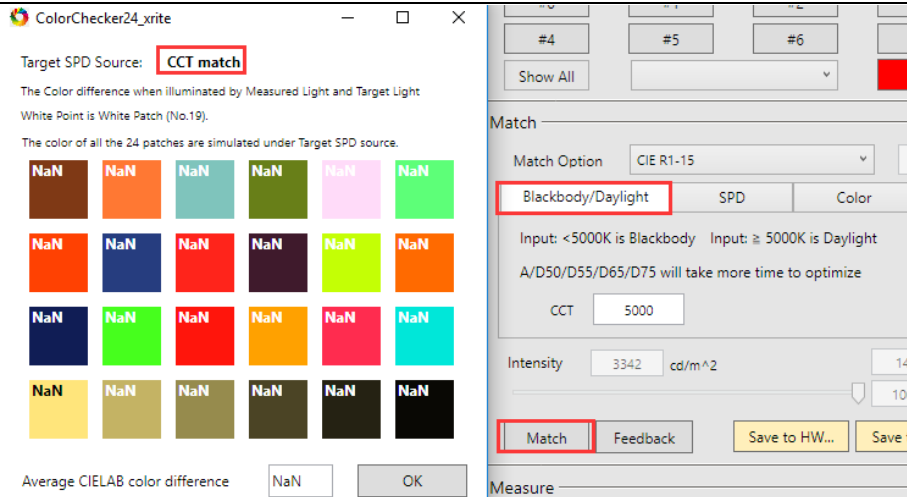 ColorChecker24_xrite
Target SPD Source: CCT match
The Color difference when illuminated by Measured Light and Target Light
White Point is White Patch (No.19).
The color of all the 24 patches are simulated under Target SPD source.
NaN NaN NaN NaN NaN NaN
NaN NaN NaN NaN NaN NaN
NaN NaN NaN NaN NaN NaN
NaN NaN NaN NaN NaN NaN
Average CIELAB color difference NaN OK
#4 #5 #6
Show All
Match
Match Option CIE R1-15
Blackbody/Daylight SPD Color
Input: <5000K is Blackbody Input: ≧ 5000K is Daylight
A/D50/D55/D65/D75 will take more time to optimize
CCT 5000
Intensity 3342 cd/m^2 14
10
Match Feedback Save to HW... Save
Measure